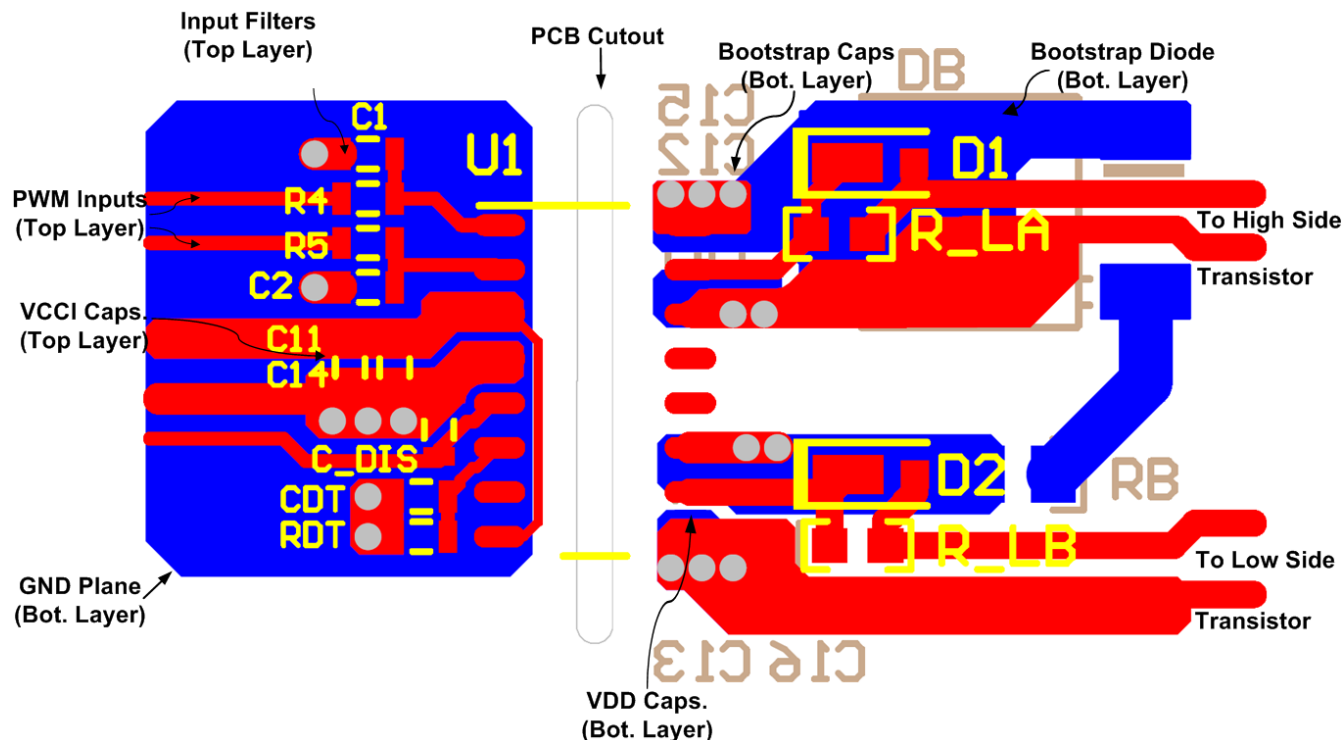 Input Filters
(Top Layer)
PCB Cutout
Bootstrap Caps
(Bot. Layer)
Bootstrap Diode
(Bot. Layer)
DB
C15
C12
C1
U1
D1
PWM Inputs
(Top Layer)
R4
R5
R_LA
To High Side
Transistor
C2
VCCI Caps.
(Top Layer)
C11
C14
C_DIS
CDT
RDT
D2
RB
R_LB
To Low Side
Transistor
GND Plane
(Bot. Layer)
C13
C16
VDD Caps.
(Bot. Layer)